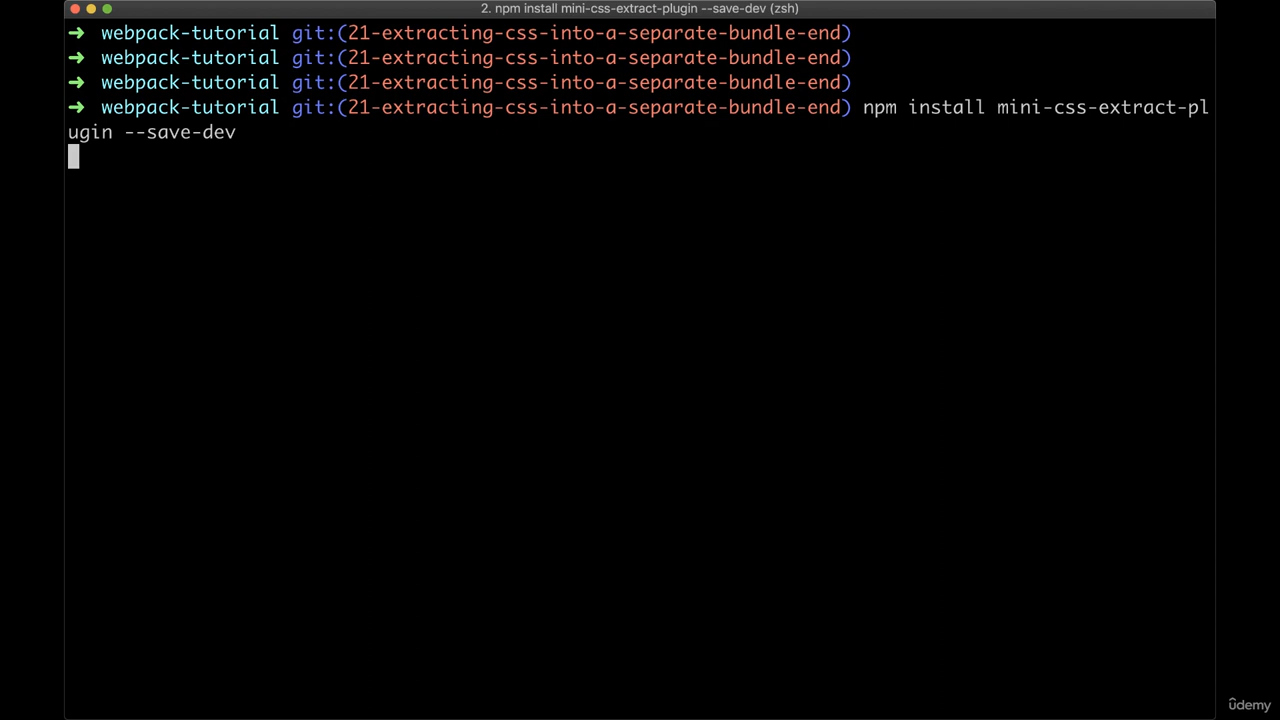 2. npm install mini-css-extract-plugin --save-dev (zsh)
➜ webpack-tutorial git:(21-extracting-css-into-a-separate-bundle-end)
➜ webpack-tutorial git:(21-extracting-css-into-a-separate-bundle-end)
➜ webpack-tutorial git:(21-extracting-css-into-a-separate-bundle-end)
➜ webpack-tutorial git:(21-extracting-css-into-a-separate-bundle-end) npm install mini-css-extract-pl
ugin --save-dev
ûdemy